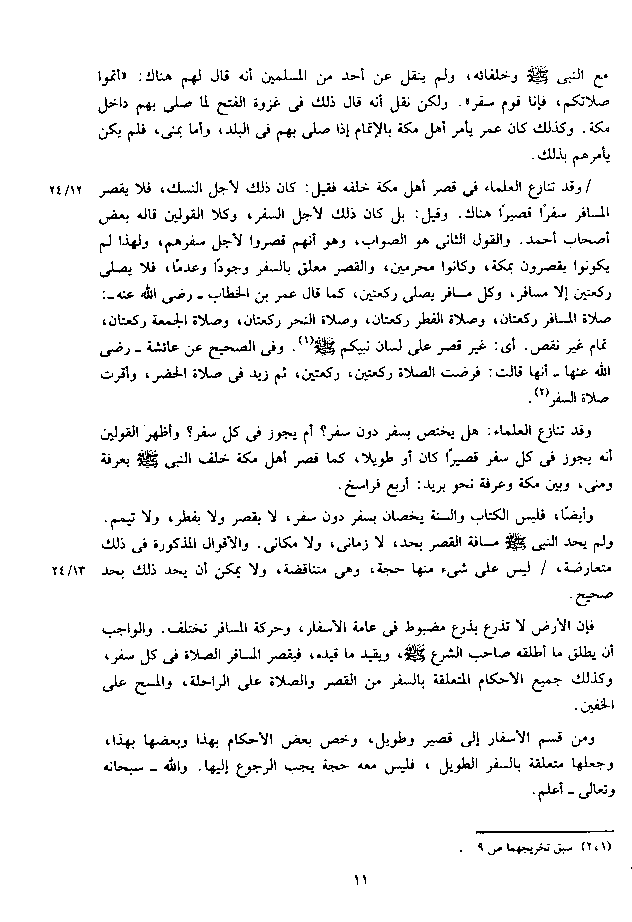 مع النبي ﷺ وخلفائه، ولم ينقل عن أحد من المسلمين أنه قال لهم هناك: «أتموا
صلاتكم، فإنا قوم سفر». ولكن نقل أنه قال ذلك فى غزوة الفتح لما صلى بهم داخل
مكة. وكذلك كان عمر يأمر أهل مكة بالإتمام إذا صلى بهم فى البلد، وأما بمنى، فلم يكن
يأمرهم بذلك.
/ وقد تنازع العلماء فى قصر أهل مكة خلفه فقيل: كان ذلك لأجل النسك، فلا يقصر ٢٤/١٢
المسافر سفرًا قصيرًا هناك. وقيل: بل كان ذلك لأجل السفر، وكلا القولين قاله بعض
أصحاب أحمد. والقول الثانى هو الصواب، وهو أنهم قصروا لأجل سفرهم، ولهذا لم
يكونوا يقصرون بمكة، وكانوا محرمين، والقصر معلق بالسفر وجودًا وعدمًا، فلا يصلى
ركعتين إلا مسافر، وكل مسافر يصلى ركعتين، كما قال عمر بن الخطاب ـ رضى الله عنه ـ:
صلاة المسافر ركعتان، وصلاة الفطر ركعتان، وصلاة النحر ركعتان، وصلاة الجمعة ركعتان،
تمام غير نقص. أى: غير قصر على لسان نبيكم ﷺ(١). وفى الصحيح عن عائشة ـ رضى
الله عنها ـ أنها قالت: فرضت الصلاة ركعتين، ركعتين، ثم زيد فى صلاة الحضر، وأقرت
صلاة السفر(٢).
وقد تنازع العلماء: هل يختص بسفر دون سفر؟ أم يجوز فى كل سفر؟ وأظهر القولين
أنه يجوز فى كل سفر قصيرًا كان أو طويلا، كما قصر أهل مكة خلف النبى ﷺ بعرفة
ومنى، وبين مكة وعرفة نحو بريد: أربع فراسخ.
وأيضًا، فليس الكتاب والسنة يخصان بسفر دون سفر، لا بقصر ولا بفطر، ولا تيمم.
ولم يحد النبى ﷺ مسافة القصر بحد، لا زمانى، ولا مكانى. والأقوال المذكورة فى ذلك
متعارضة، / ليس على شىء منها حجة، وهى متناقضة، ولا يمكن أن يحد ذلك بحد ٢٤/١٣
صحيح.
فإن الأرض لا تذرع بذرع مضبوط فى عامة الأسفار، وحركة المسافر تختلف. والواجب
أن يطلق ما أطلقه صاحب الشرع ﷺ، ويقيد ما قيده، فيقصر المسافر الصلاة فى كل سفر،
وكذلك جميع الأحكام المتعلقة بالسفر من القصر والصلاة على الراحلة، والمسح على
الخفين.
ومن قسم الأسفار إلى قصير وطويل، وخص بعض الأحكام بهذا وبعضها بهذا،
وجعلها متعلقة بالسفر الطويل ، فليس معه حجة يجب الرجوع إليها. والله ـ سبحانه
وتعالى ـ أعلم.
(٢،١) سبق تخريجهما ص ٩ .
١١